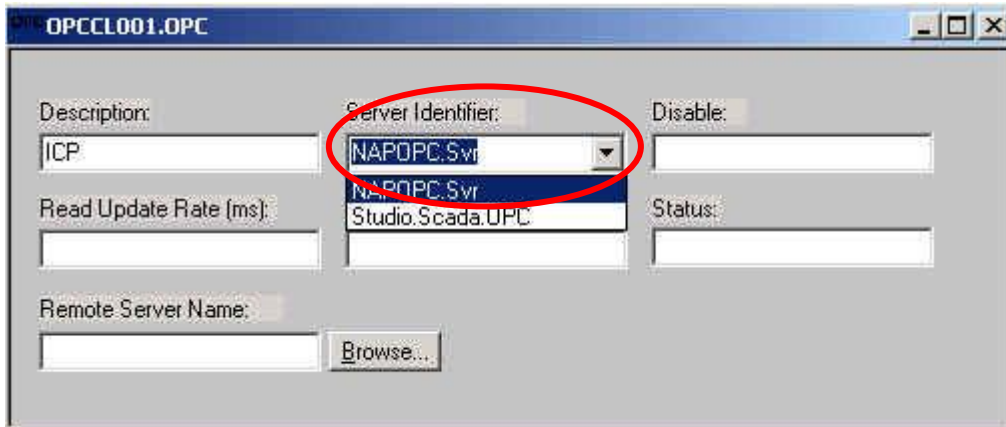 OPCCL001.OPC
Description: Server Identifier: Disable:
ICP NAPOPC.Svr
NAPOPC.Svr
Read Update Rate (ms): Studio.Scada.OPC Status:
Remote Server Name:
Browse...